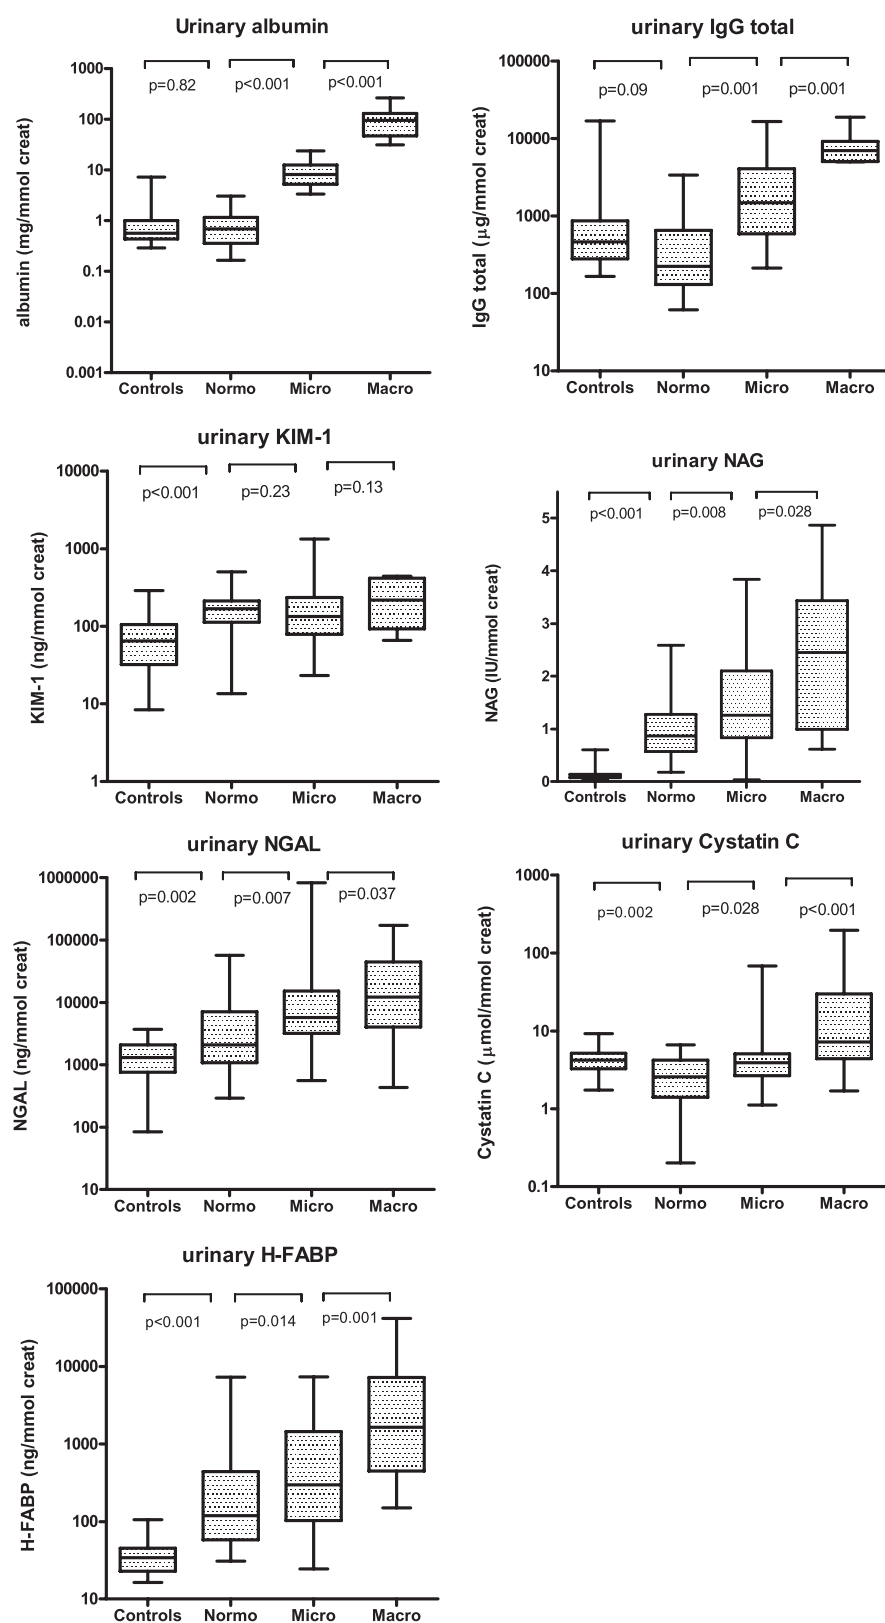 Urinary albumin
albumin (mg/mmol creat)
1000
100
10
1
0.1
0.01
0.001
p=0.82
p<0.001
p<0.001
Controls Normo Micro Macro
urinary IgG total
IgG total (μg/mmol creat)
100000
10000
1000
100
10
p=0.09
p=0.001
p=0.001
Controls Normo Micro Macro
urinary KIM-1
KIM-1 (ng/mmol creat)
10000
1000
100
10
1
p<0.001
p=0.23
p=0.13
Controls Normo Micro Macro
urinary NAG
NAG (IU/mmol creat)
5
4
3
2
1
0
p<0.001
p=0.008
p=0.028
Controls Normo Micro Macro
urinary NGAL
NGAL (ng/mmol creat)
1000000
100000
10000
1000
100
10
p=0.002
p=0.007
p=0.037
Controls Normo Micro Macro
urinary Cystatin C
Cystatin C (μmol/mmol creat)
1000
100
10
1
0.1
p=0.002
p=0.028
p<0.001
Controls Normo Micro Macro
urinary H-FABP
H-FABP (ng/mmol creat)
100000
10000
1000
100
10
p<0.001
p=0.014
p=0.001
Controls Normo Micro Macro